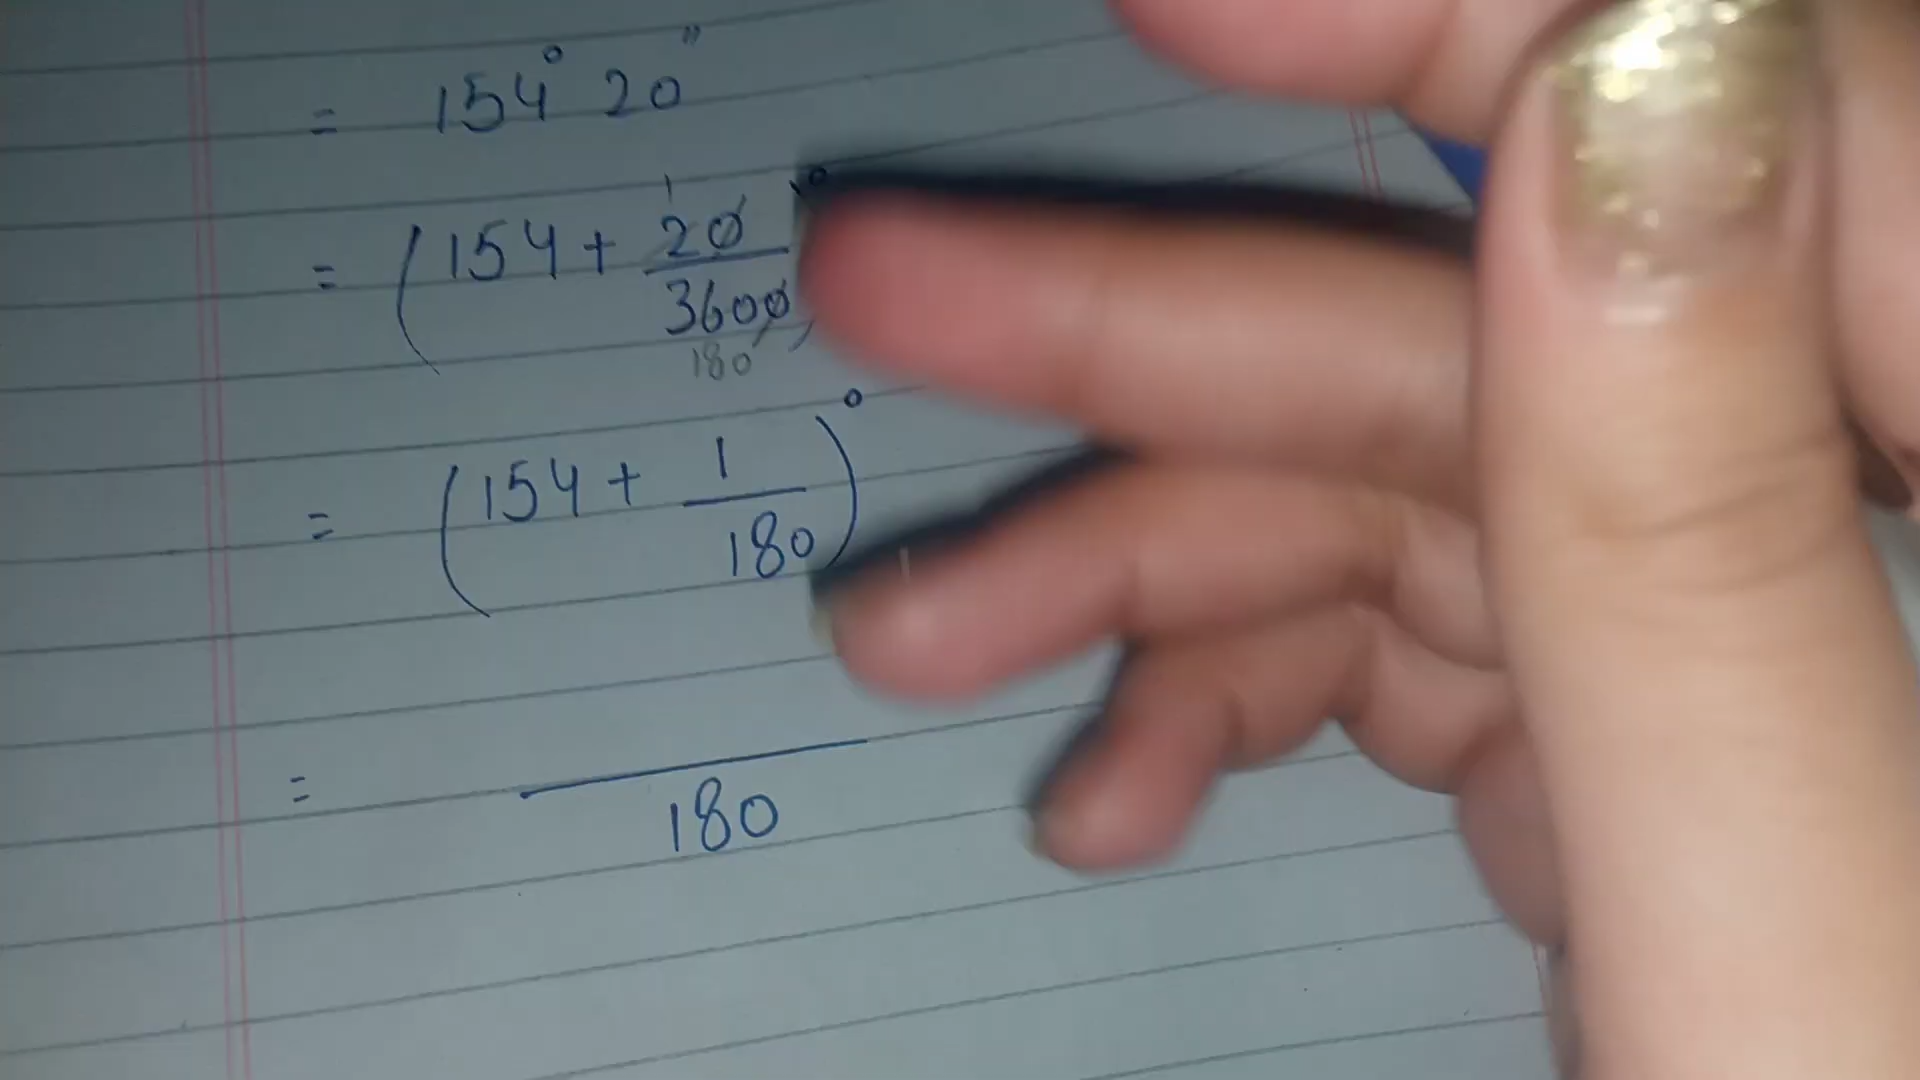 = 154° 20"
= (154 + 20/3600)° 1 180
= (154 + 1/180)°
= /180